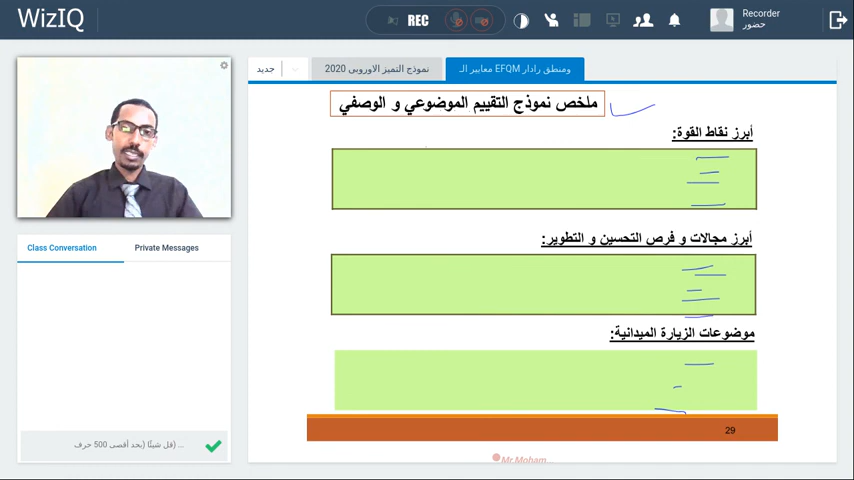 WizIQ
REC
Recorder
حضور
جديد
نموذج التميز الاوروبي 2020
ومنطق رادار EFQM معايير الـ
ملخص نموذج التقييم الموضوعي و الوصفي
أبرز نقاط القوة:
أبرز مجالات و فرص التحسين و التطوير:
موضوعات الزيارة الميدانية:
29
Mr.Moham...
Class Conversation
Private Messages
... (قل شيئًا (بحد أقصى 500 حرف